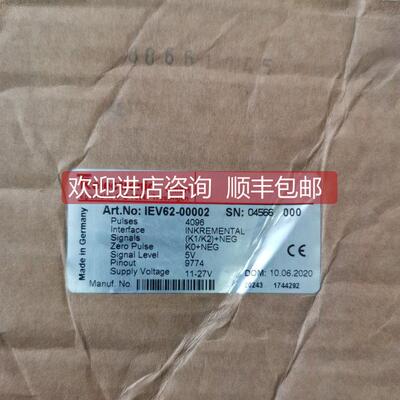 欢迎进店咨询 顺丰包邮
Made in Germany
Art.No: IEV62-00002 SN: 04566 000
Pulses 4096
Interface INKREMENTAL
Signals (K1/K2)+NEG
Zero Pulse K0+NEG
Signal Level 5V
Pinout 9774
Supply Voltage 11-27V DOM: 10.06.2020
Manuf. No 20243 1744292
CE